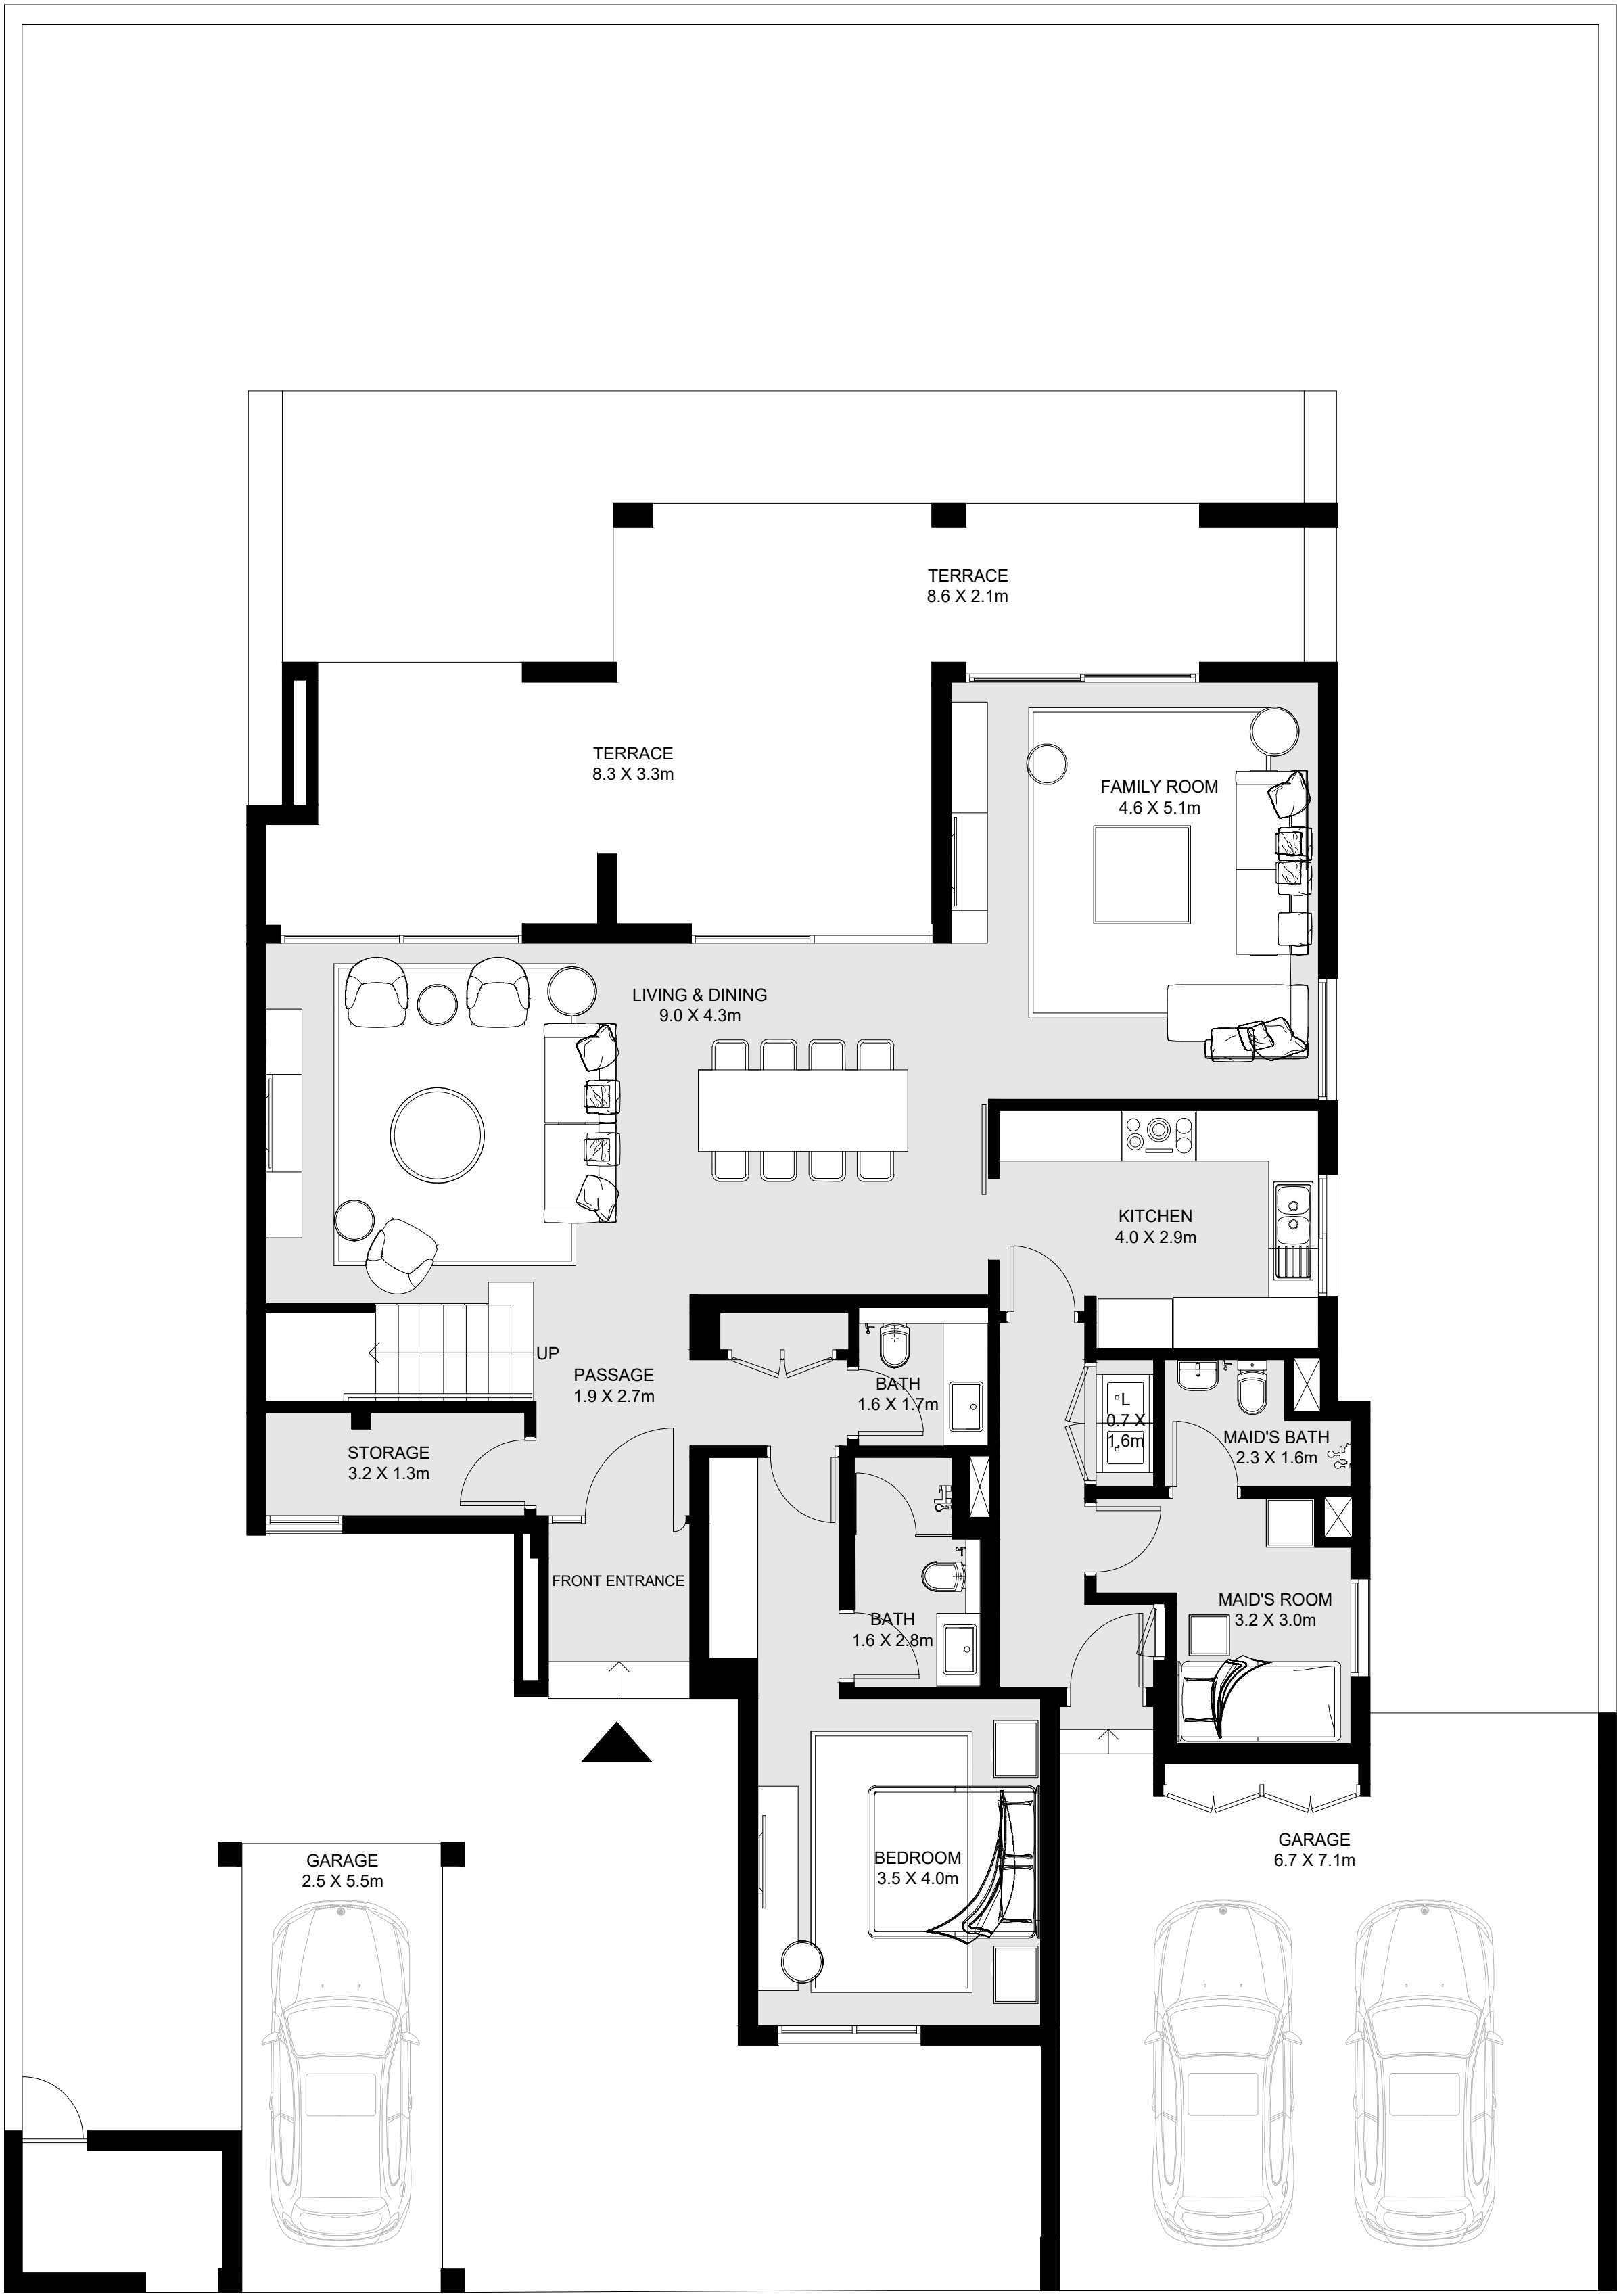 TERRACE
8.6 X 2.1m
TERRACE
8.3 X 3.3m
FAMILY ROOM
4.6 X 5.1m
LIVING & DINING
9.0 X 4.3m
KITCHEN
4.0 X 2.9m
UP
PASSAGE
1.9 X 2.7m
BATH
1.6 X 1.7m
L
0.7 X
1.6m
MAID'S BATH
2.3 X 1.6m
STORAGE
3.2 X 1.3m
FRONT ENTRANCE
BATH
1.6 X 2.8m
MAID'S ROOM
3.2 X 3.0m
GARAGE
2.5 X 5.5m
BEDROOM
3.5 X 4.0m
GARAGE
6.7 X 7.1m